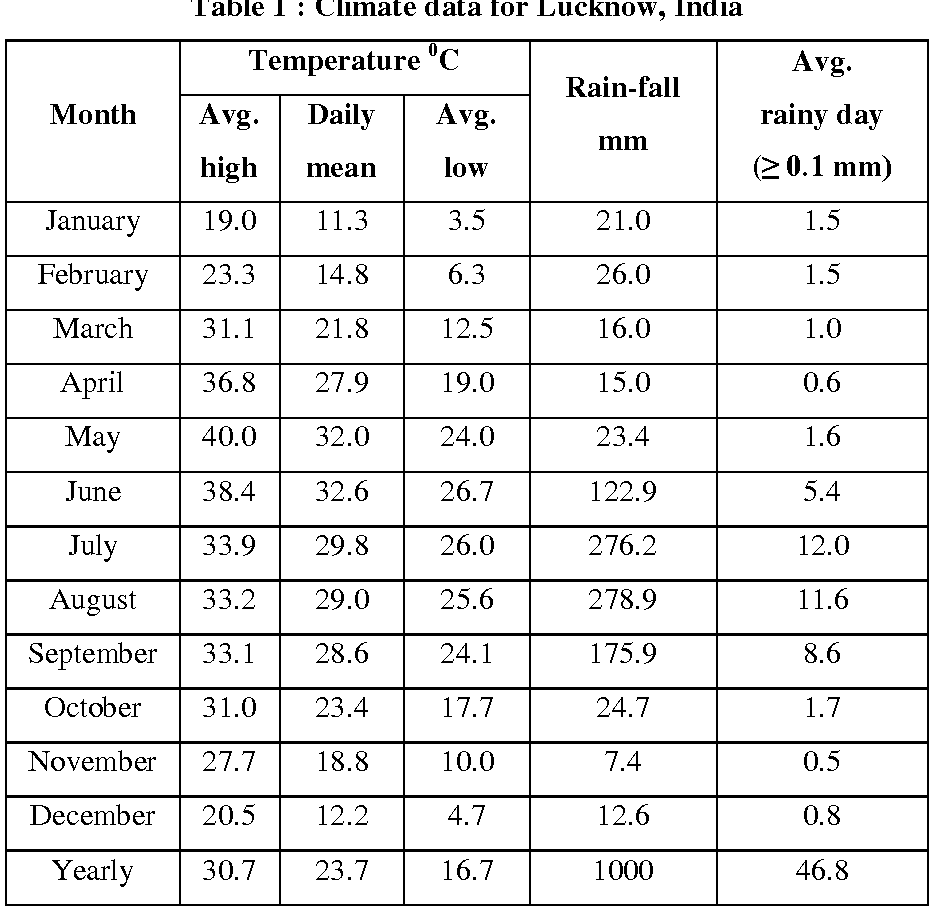 Table 1 : Climate data for Lucknow, India
Month Temperature ⁰C Rain-fall mm Avg. rainy day (≥ 0.1 mm)
Avg. high Daily mean Avg. low
January 19.0 11.3 3.5 21.0 1.5
February 23.3 14.8 6.3 26.0 1.5
March 31.1 21.8 12.5 16.0 1.0
April 36.8 27.9 19.0 15.0 0.6
May 40.0 32.0 24.0 23.4 1.6
June 38.4 32.6 26.7 122.9 5.4
July 33.9 29.8 26.0 276.2 12.0
August 33.2 29.0 25.6 278.9 11.6
September 33.1 28.6 24.1 175.9 8.6
October 31.0 23.4 17.7 24.7 1.7
November 27.7 18.8 10.0 7.4 0.5
December 20.5 12.2 4.7 12.6 0.8
Yearly 30.7 23.7 16.7 1000 46.8